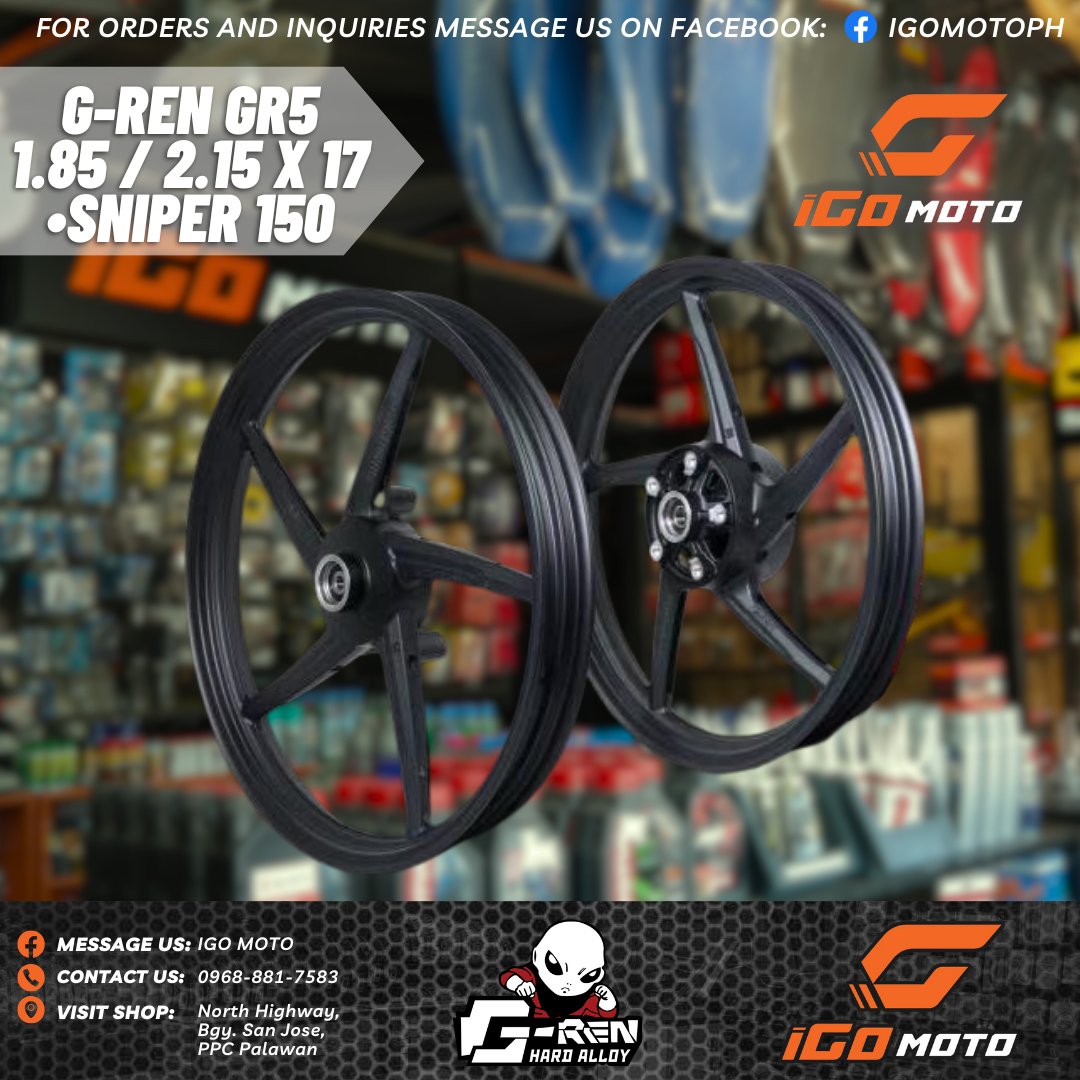 FOR ORDERS AND INQUIRIES MESSAGE US ON FACEBOOK: IGOMOTOPH
G-REN GR5
1.85 / 2.15 X 17
•SNIPER 150
iGO MOTO
iGO MO
MESSAGE US: IGO MOTO
CONTACT US: 0968-881-7583
VISIT SHOP: North Highway,
Bgy. San Jose,
PPC Palawan
G-REN
HARD ALLOY
iGO MOTO